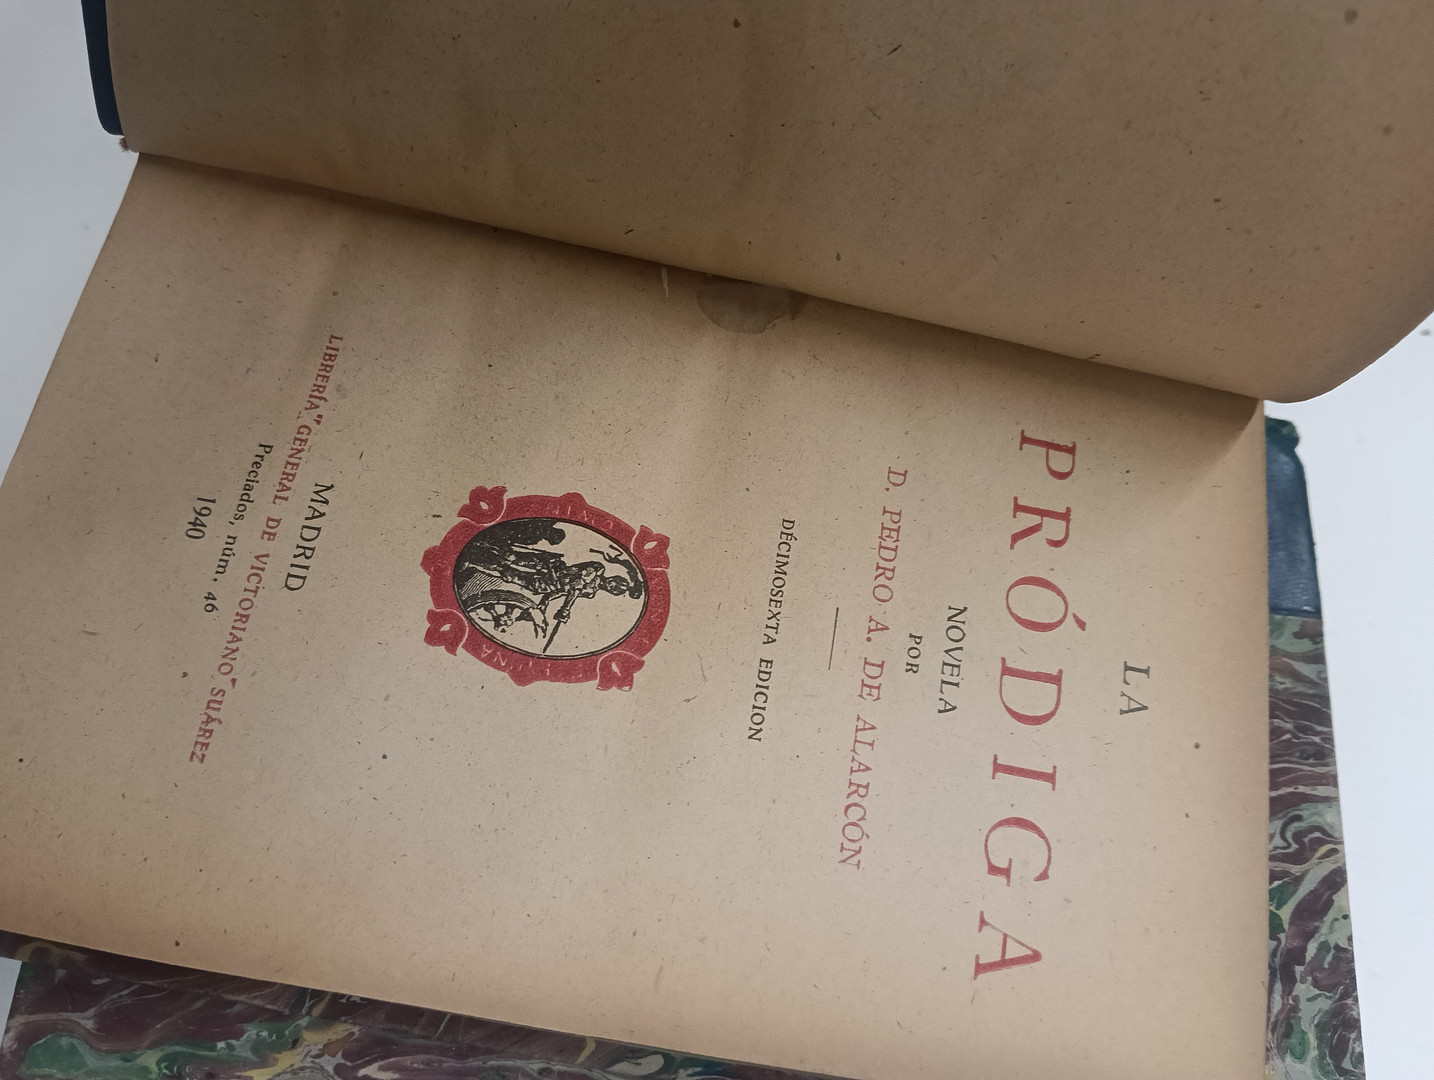 LA
PRÓDIGA
NOVELA
POR
D. PEDRO A. DE ALARCÓN
DÉCIMOSEXTA EDICION
MADRID
LIBRERÍA "GENERAL DE VICTORIANO" SUÁREZ
Preciados, núm. 46
1940